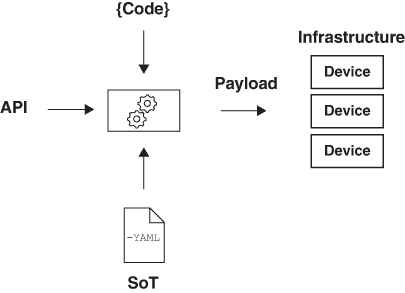 {Code}
Infrastructure
Device
Payload
API
Device
Device
-YAML
SoT